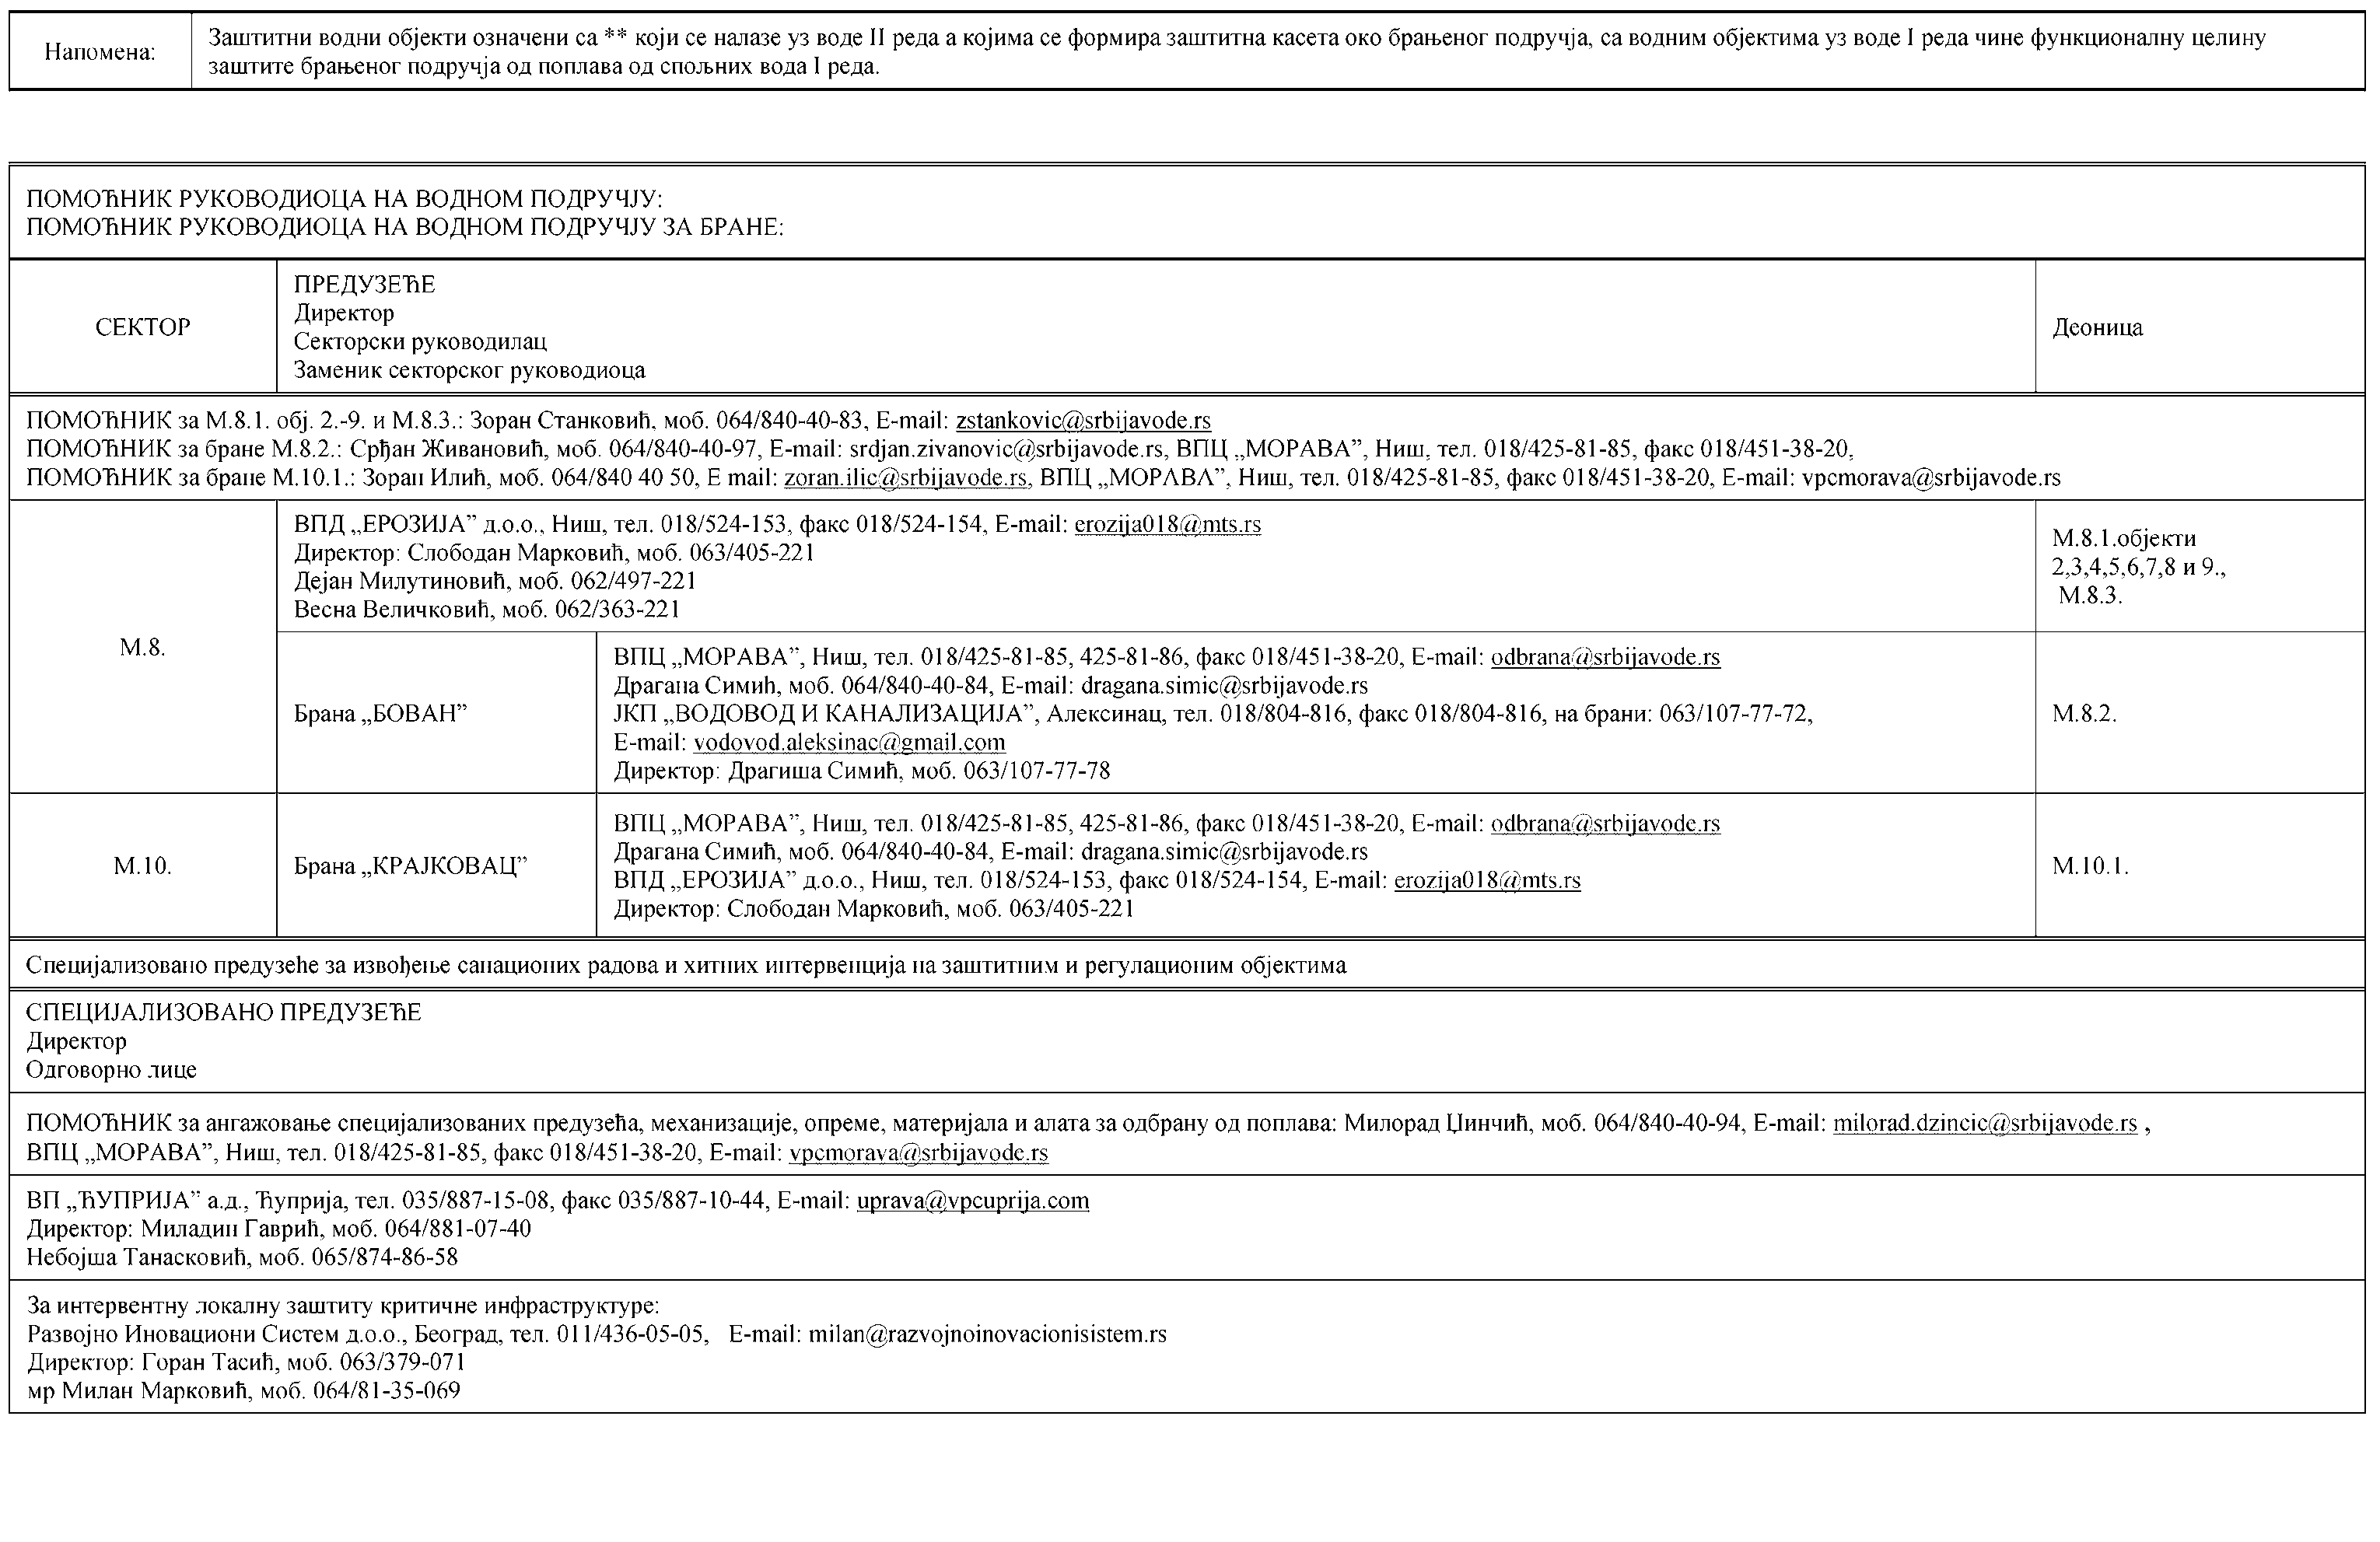 Напомена:
Заштитни водни објекти означени са ** који се налазе уз воде II реда а којима се формира заштитна касета око брањеног подручја, са водним објектима уз воде I реда чине функционалну целину
заштите брањеног подручја од поплава од спољних вода I реда.
ПОМОЋНИК РУКОВОДИОЦА НА ВОДНОМ ПОДРУЧЈУ:
ПОМОЋНИК РУКОВОДИОЦА НА ВОДНОМ ПОДРУЧЈУ ЗА БРАНЕ:
СЕКТОР
ПРЕДУЗЕЋЕ
Директор
Секторски руководилац
Заменик секторског руководиоца
Деоница
ПОМОЋНИК за М.8.1. обј. 2.-9. и М.8.3.: Зоран Станковић, моб. 064/840-40-83, E-mail: zstankovic@srbijavode.rs
ПОМОЋНИК за бране М.8.2.: Срђан Живановић, моб. 064/840-40-97, E-mail: srdjan.zivanovic@srbijavode.rs, ВПЦ „МОРАВА”, Ниш, тел. 018/425-81-85, факс 018/451-38-20,
ПОМОЋНИК за бране М.10.1.: Зоран Илић, моб. 064/840 40 50, E mail: zoran.ilic@srbijavode.rs, ВПЦ „МОРАВА”, Ниш, тел. 018/425-81-85, факс 018/451-38-20, E-mail: vpcmorava@srbijavode.rs
М.8.
ВПД „ЕРОЗИЈА” д.о.о., Ниш, тел. 018/524-153, факс 018/524-154, E-mail: erozija018@mts.rs
Директор: Слободан Марковић, моб. 063/405-221
Дејан Милутиновић, моб. 062/497-221
Весна Величковић, моб. 062/363-221
М.8.1.објекти
2,3,4,5,6,7,8 и 9.,
М.8.3.
Брана „БОВАН”
ВПЦ „МОРАВА”, Ниш, тел. 018/425-81-85, 425-81-86, факс 018/451-38-20, E-mail: odbrana@srbijavode.rs
Драгана Симић, моб. 064/840-40-84, E-mail: dragana.simic@srbijavode.rs
ЈКП „ВОДОВОД И КАНАЛИЗАЦИЈА”, Алексинац, тел. 018/804-816, факс 018/804-816, на брани: 063/107-77-72,
E-mail: vodovod.aleksinac@gmail.com
Директор: Драгиша Симић, моб. 063/107-77-78
М.8.2.
М.10.
Брана „КРАЈКОВАЦ”
ВПЦ „МОРАВА”, Ниш, тел. 018/425-81-85, 425-81-86, факс 018/451-38-20, E-mail: odbrana@srbijavode.rs
Драгана Симић, моб. 064/840-40-84, E-mail: dragana.simic@srbijavode.rs
ВПД „ЕРОЗИЈА” д.о.о., Ниш, тел. 018/524-153, факс 018/524-154, E-mail: erozija018@mts.rs
Директор: Слободан Марковић, моб. 063/405-221
М.10.1.
Специјализовано предузеће за извођење санационих радова и хитних интервенција на заштитним и регулационим објектима
СПЕЦИЈАЛИЗОВАНО ПРЕДУЗЕЋЕ
Директор
Одговорно лице
ПОМОЋНИК за ангажовање специјализованих предузећа, механизације, опреме, материјала и алата за одбрану од поплава: Милорад Џинчић, моб. 064/840-40-94, E-mail: milorad.dzincic@srbijavode.rs ,
ВПЦ „МОРАВА”, Ниш, тел. 018/425-81-85, факс 018/451-38-20, E-mail: vpcmorava@srbijavode.rs
ВП „ЋУПРИЈА” а.д., Ћуприја, тел. 035/887-15-08, факс 035/887-10-44, E-mail: uprava@vpcuprija.com
Директор: Миладин Гаврић, моб. 064/881-07-40
Небојша Танасковић, моб. 065/874-86-58
За интервентну локалну заштиту критичне инфраструктуре:
Развојно Иновациони Систем д.о.о., Београд, тел. 011/436-05-05, E-mail: milan@razvojnoinovacionisistem.rs
Директор: Горан Тасић, моб. 063/379-071
мр Милан Марковић, моб. 064/81-35-069